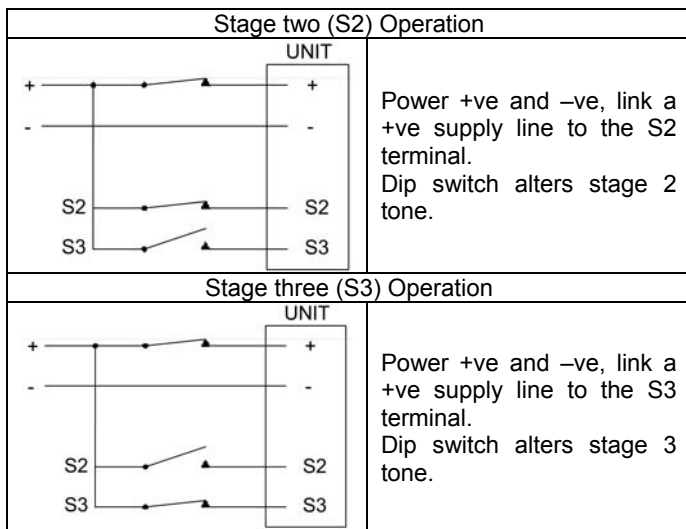 Stage two (S2) Operation
UNIT
+ +
- -
S2 S2
S3 S3
Power +ve and –ve, link a
+ve supply line to the S2
terminal.
Dip switch alters stage 2
tone.
Stage three (S3) Operation
UNIT
+ +
- -
S2 S2
S3 S3
Power +ve and –ve, link a
+ve supply line to the S3
terminal.
Dip switch alters stage 3
tone.